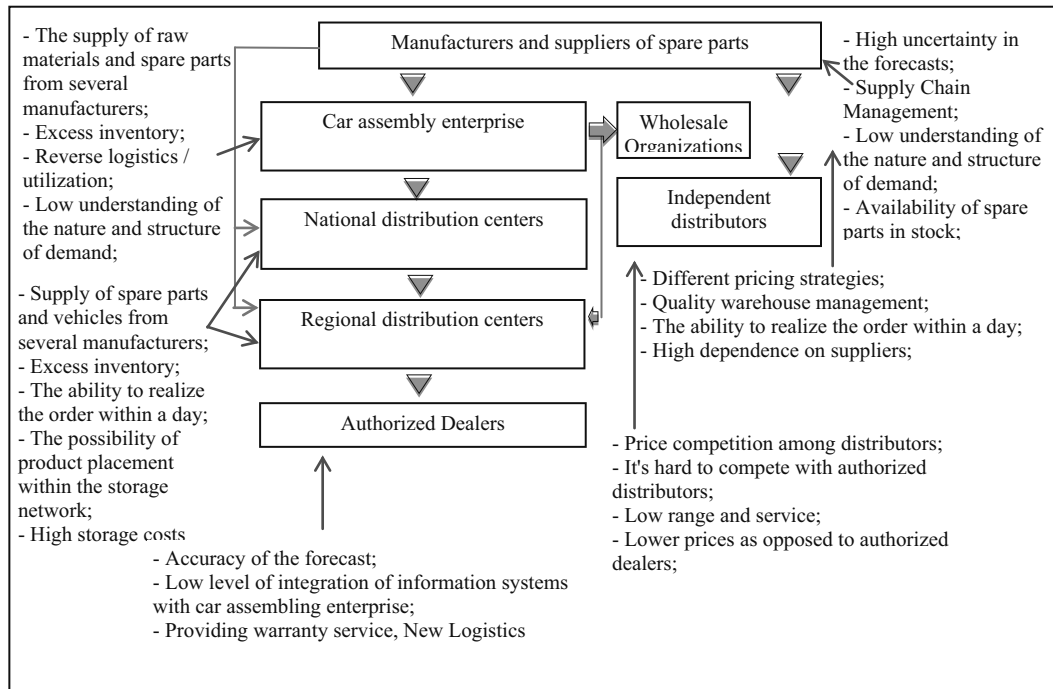 Manufacturers and suppliers of spare parts
- The supply of raw
materials and spare parts
from several
manufacturers;
- Excess inventory;
- Reverse logistics /
utilization;
- Low understanding of
the nature and structure
of demand;
Car assembly enterprise
Wholesale
Organizations
- High uncertainty in
the forecasts;
- Supply Chain
Management;
- Low understanding of
the nature and structure
of demand;
- Availability of spare
parts in stock;
National distribution centers
Independent
distributors
- Supply of spare parts
and vehicles from
several manufacturers;
- Excess inventory;
- The ability to realize
the order within a day;
- The possibility of
product placement
within the storage
network;
- High storage costs
Regional distribution centers
- Different pricing strategies;
- Quality warehouse management;
- The ability to realize the order within a day;
- High dependence on suppliers;
Authorized Dealers
- Price competition among distributors;
- It's hard to compete with authorized
distributors;
- Low range and service;
- Lower prices as opposed to authorized
dealers;
- Accuracy of the forecast;
- Low level of integration of information systems
with car assembling enterprise;
- Providing warranty service, New Logistics